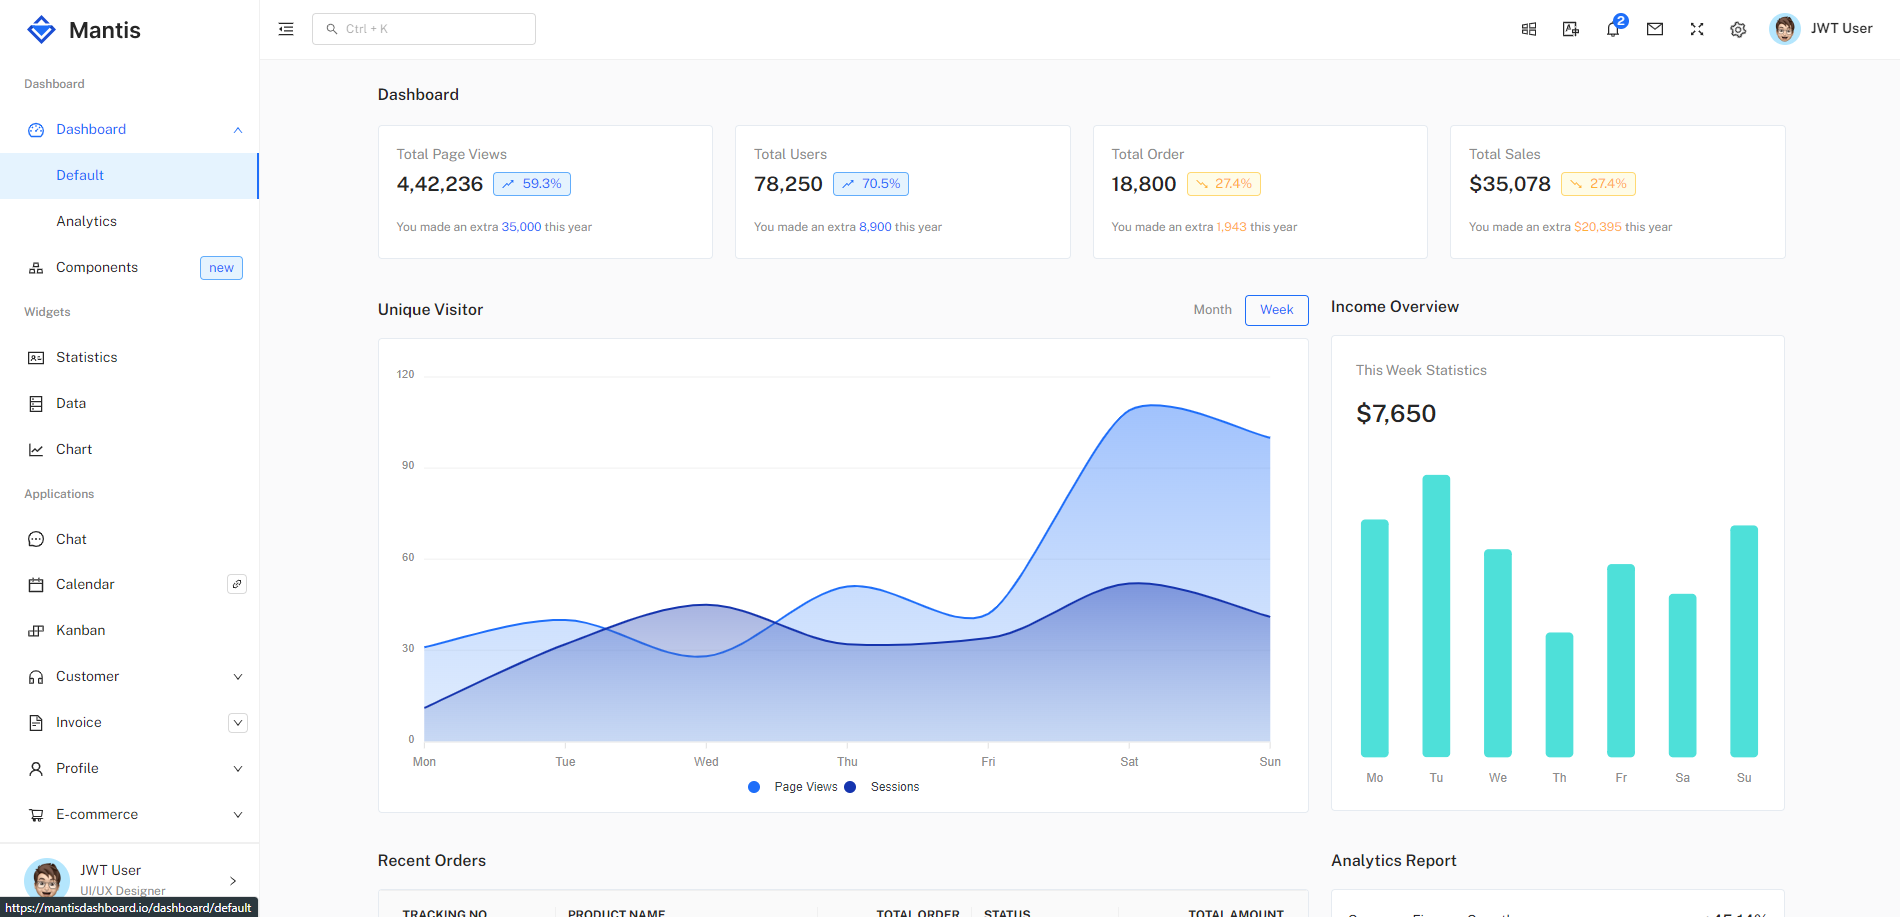 Mantis
Dashboard
Dashboard
Default
Analytics
Components new
Widgets
Statistics
Data
Chart
Applications
Chat
Calendar
Kanban
Customer
Invoice
Profile
E-commerce
JWT User
UI/UX Designer
https://mantisdashboard.io/dashboard/default
Ctrl + K
2
JWT User
Dashboard
Total Page Views
4,42,236 59.3%
You made an extra 35,000 this year
Total Users
78,250 70.5%
You made an extra 8,900 this year
Total Order
18,800 27.4%
You made an extra 1,943 this year
Total Sales
$35,078 27.4%
You made an extra $20,395 this year
Unique Visitor
Month Week
120
90
60
30
0
Mon Tue Wed Thu Fri Sat Sun
Page Views Sessions
Income Overview
This Week Statistics
$7,650
Mo Tu We Th Fr Sa Su
Recent Orders
TRACKING NO. PRODUCT NAME TOTAL ORDER STATUS TOTAL AMOUNT
Analytics Report